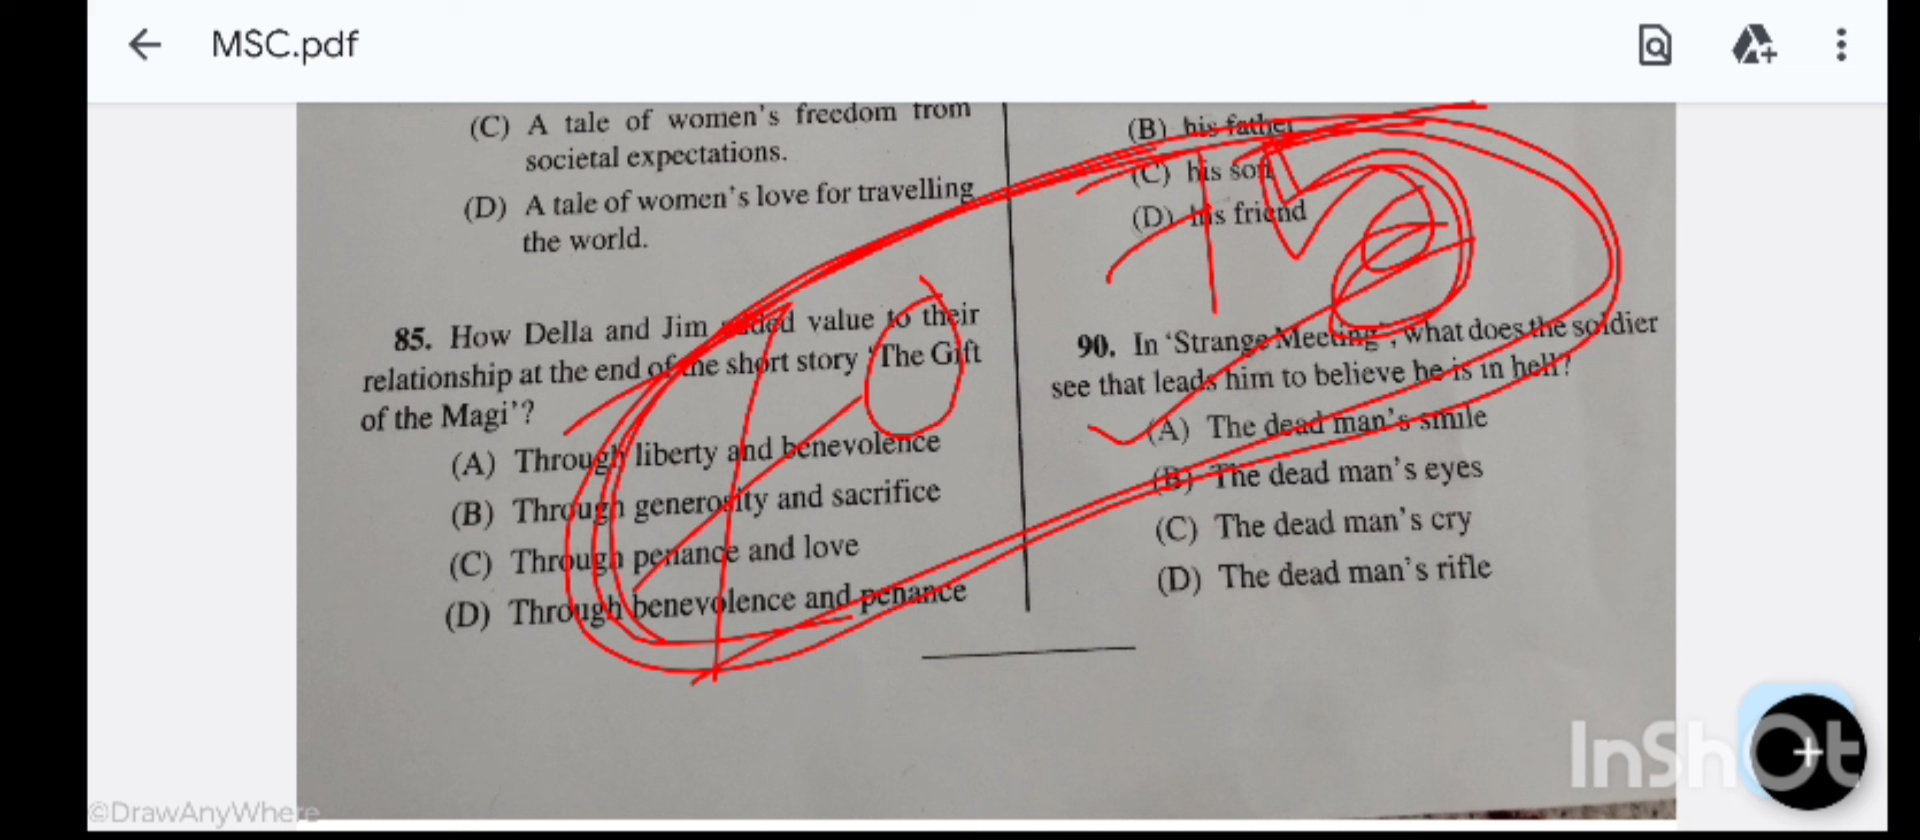 MSC.pdf
(C) A tale of women's freedom from
societal expectations.
(D) A tale of women's love for travelling
the world.
85. How Della and Jim added value to their
relationship at the end of the short story 'The Gift
of the Magi'?
(A) Through liberty and benevolence
(B) Through generosity and sacrifice
(C) Through penance and love
(D) Through benevolence and penance
(B) his father
(C) his son
(D) his friend
90. In 'Strange Meeting', what does the soldier
see that leads him to believe he is in hell?
(A) The dead man's smile
(B) The dead man's eyes
(C) The dead man's cry
(D) The dead man's rifle
InShOt
©DrawAnyWhere